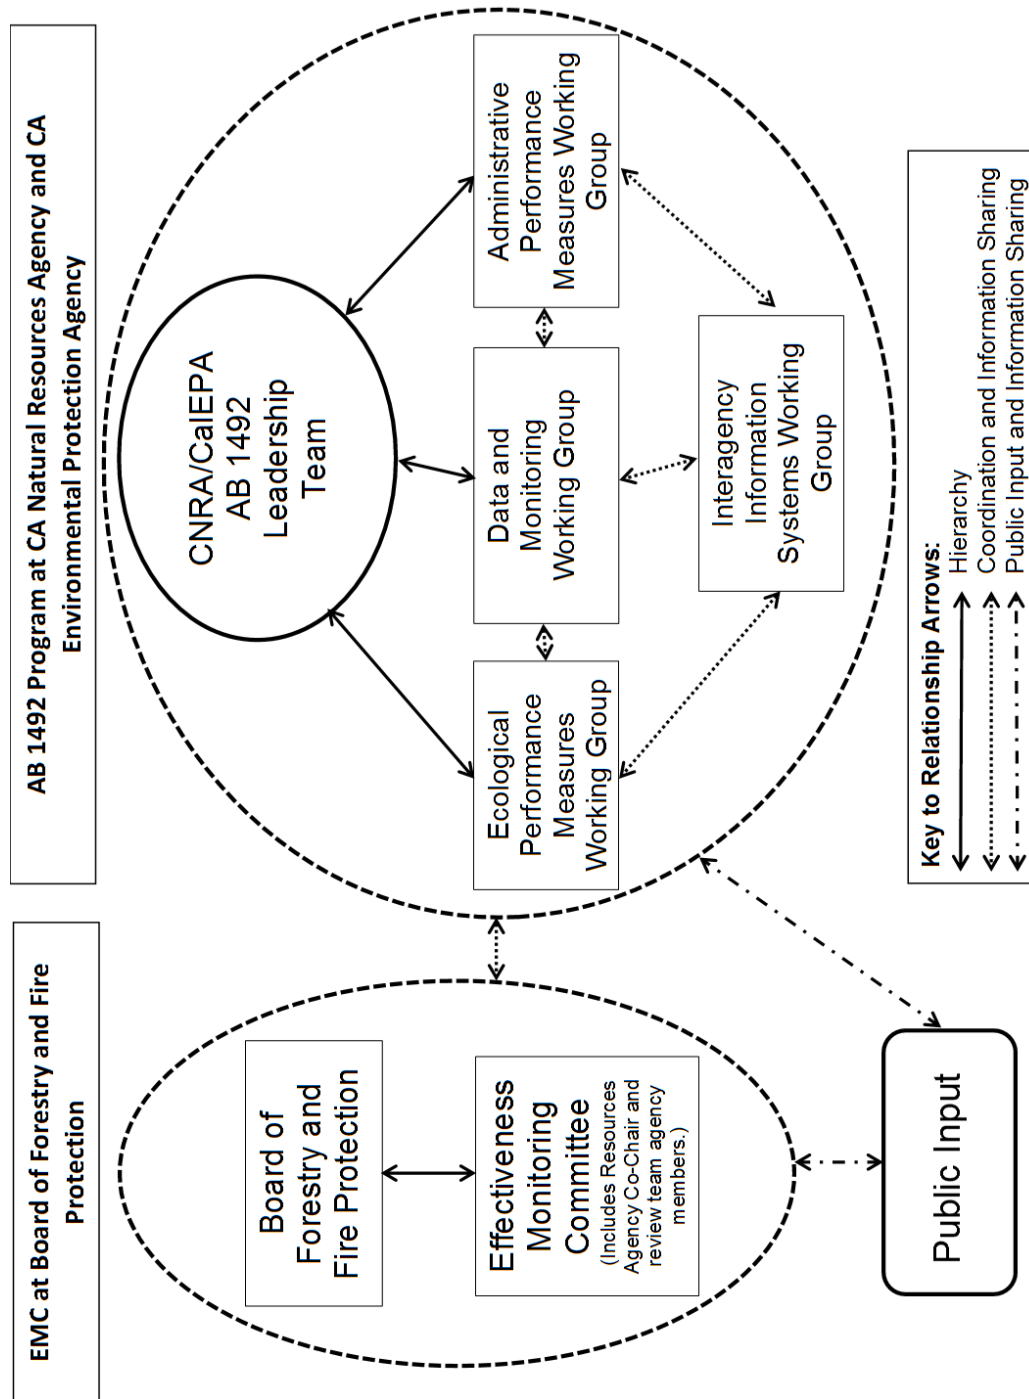 EMC at Board of Forestry and Fire
Protection
AB 1492 Program at CA Natural Resources Agency and CA
Environmental Protection Agency
Board of
Forestry and
Fire Protection
Effectiveness
Monitoring
Committee
(Includes Resources
Agency Co-Chair and
review team agency
members.)
CNRA/CalEPA
AB 1492
Leadership
Team
Ecological
Performance
Measures
Working Group
Data and
Monitoring
Working Group
Administrative
Performance
Measures Working
Group
Interagency
Information
Systems Working
Group
Public Input
Key to Relationship Arrows:
Hierarchy
Coordination and Information Sharing
Public Input and Information Sharing